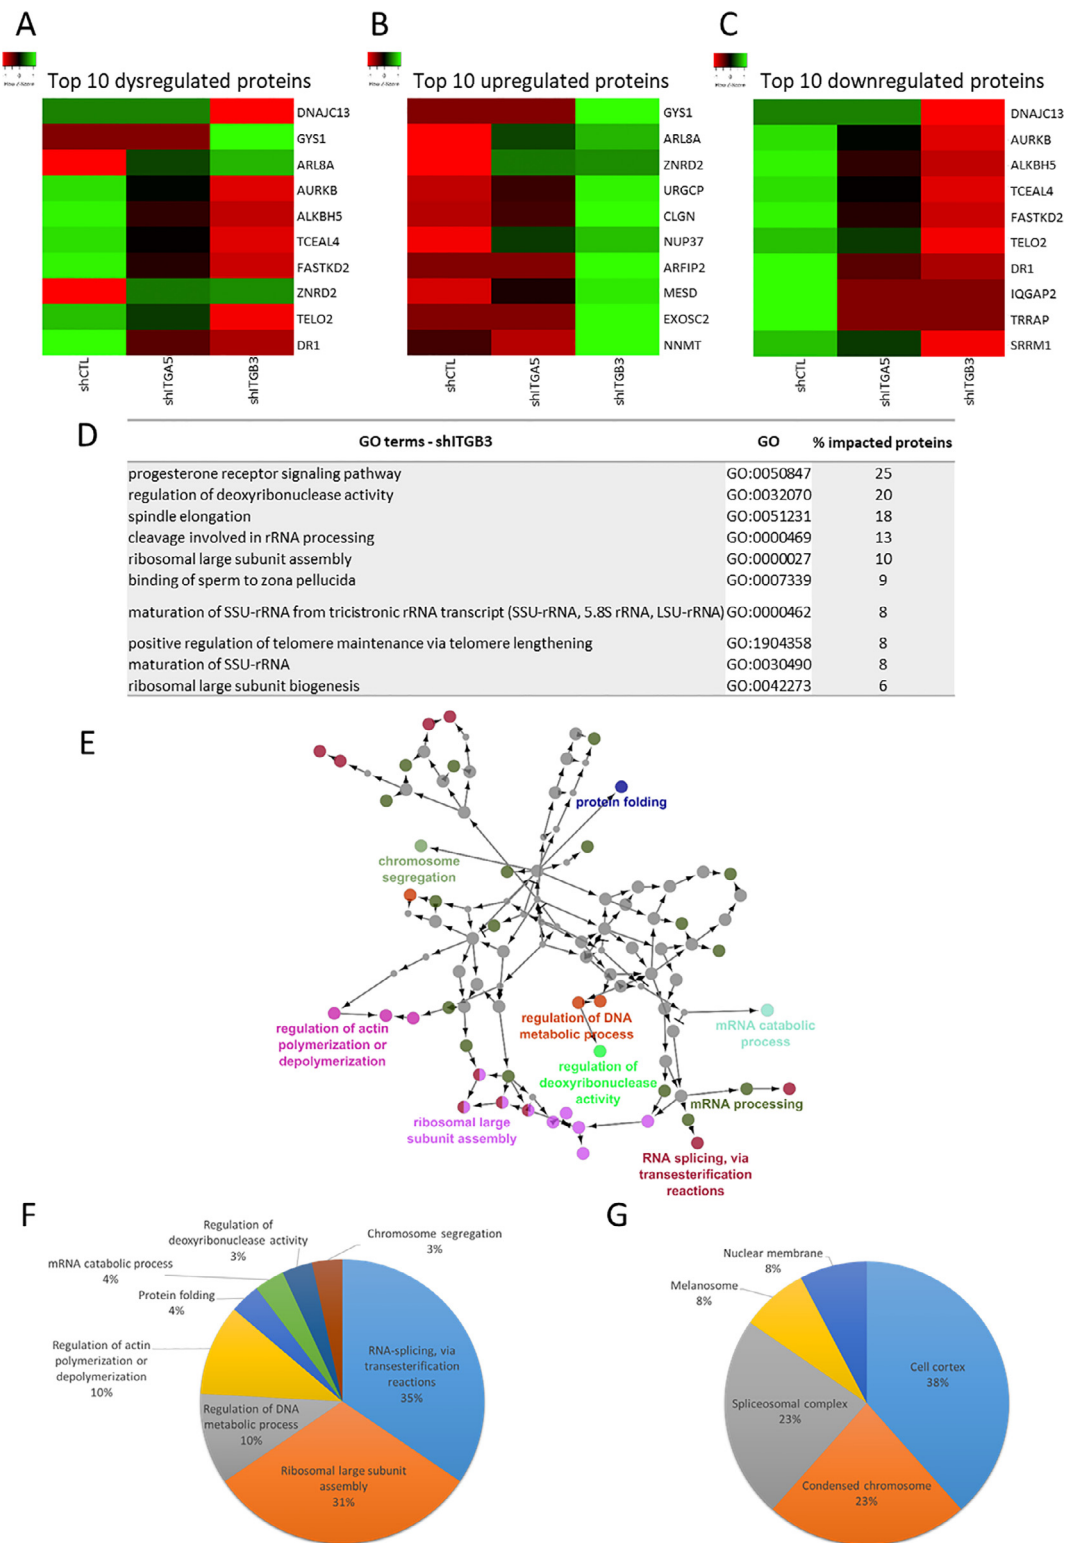 A
B
C
Row Z-Score
Top 10 dysregulated proteins
DNAJC13
GYS1
ARL8A
AURKB
ALKBH5
TCEAL4
FASTKD2
ZNRD2
TELO2
DR1
shCTL
shITGA5
shITGB3
Row Z-Score
Top 10 upregulated proteins
GYS1
ARL8A
ZNRD2
URGCP
CLGN
NUP37
ARFIP2
MESD
EXOSC2
NNMT
shCTL
shITGA5
shITGB3
Row Z-Score
Top 10 downregulated proteins
DNAJC13
AURKB
ALKBH5
TCEAL4
FASTKD2
TELO2
DR1
IQGAP2
TRRAP
SRRM1
shCTL
shITGA5
shITGB3
D
GO terms - shITGB3 GO % impacted proteins
progesterone receptor signaling pathway GO:0050847 25
regulation of deoxyribonuclease activity GO:0032070 20
spindle elongation GO:0051231 18
cleavage involved in rRNA processing GO:0000469 13
ribosomal large subunit assembly GO:0000027 10
binding of sperm to zona pellucida GO:0007339 9
maturation of SSU-rRNA from tricistronic rRNA transcript (SSU-rRNA, 5.8S rRNA, LSU-rRNA) GO:0000462 8
positive regulation of telomere maintenance via telomere lengthening GO:1904358 8
maturation of SSU-rRNA GO:0030490 8
ribosomal large subunit biogenesis GO:0042273 6
E
protein folding
chromosome
segregation
regulation of actin
polymerization or
depolymerization
regulation of DNA
metabolic process
mRNA catabolic
process
regulation of
deoxyribonuclease
activity
mRNA processing
ribosomal large
subunit assembly
RNA splicing, via
transesterification
reactions
F
Regulation of
deoxyribonuclease activity
3%
Chromosome segregation
3%
mRNA catabolic process
4%
Protein folding
4%
Regulation of actin
polymerization or
depolymerization
10%
Regulation of DNA
metabolic process
10%
RNA-splicing, via
transesterification
reactions
35%
Ribosomal large subunit
assembly
31%
G
Nuclear membrane
8%
Melanosome
8%
Cell cortex
38%
Spliceosomal complex
23%
Condensed chromosome
23%